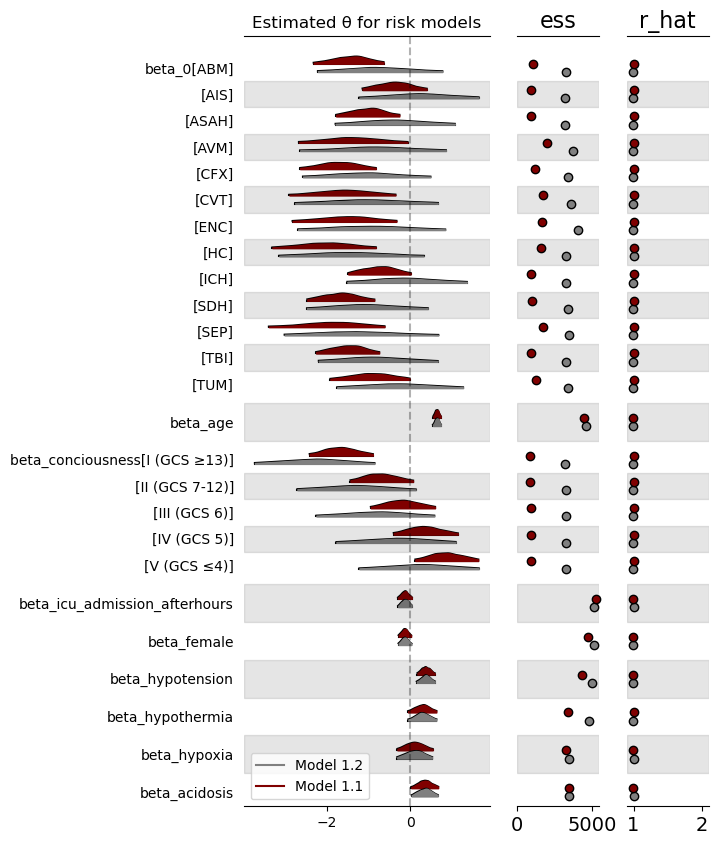 Estimated θ for risk models
ess
r_hat
beta_0[ABM]
[AIS]
[ASAH]
[AVM]
[CFX]
[CVT]
[ENC]
[HC]
[ICH]
[SDH]
[SEP]
[TBI]
[TUM]
beta_age
beta_conciousness[I (GCS ≥13)]
[II (GCS 7-12)]
[III (GCS 6)]
[IV (GCS 5)]
[V (GCS ≤4)]
beta_icu_admission_afterhours
beta_female
beta_hypotension
beta_hypothermia
beta_hypoxia
beta_acidosis
Model 1.2
Model 1.1
−2 0
0 5000
1 2